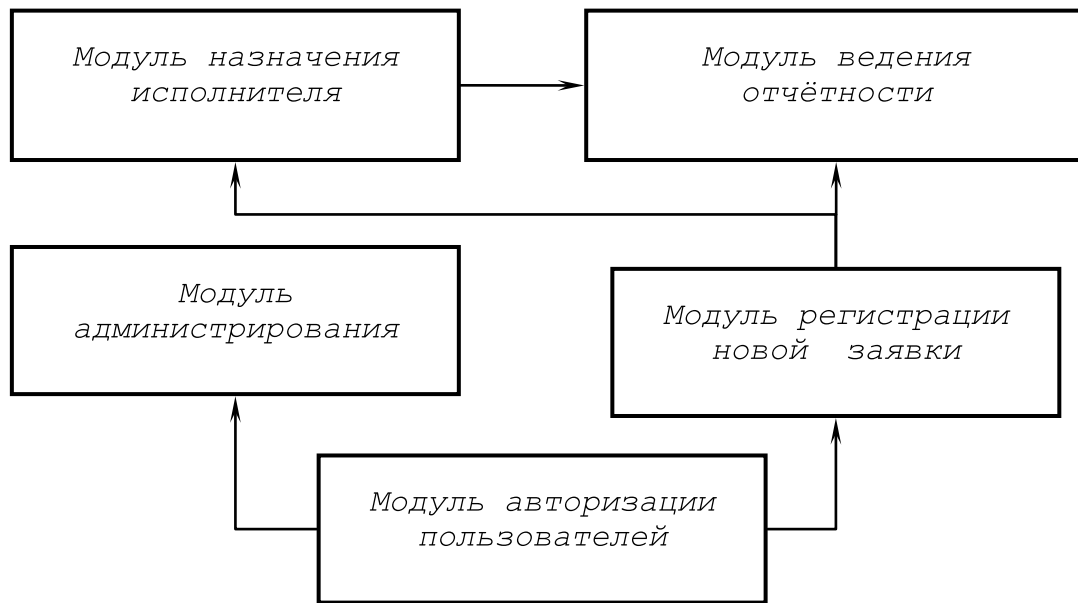 Модуль назначения
исполнителя
Модуль ведения
отчётности
Модуль
администрирования
Модуль регистрации
новой  заявки
Модуль авторизации
пользователей